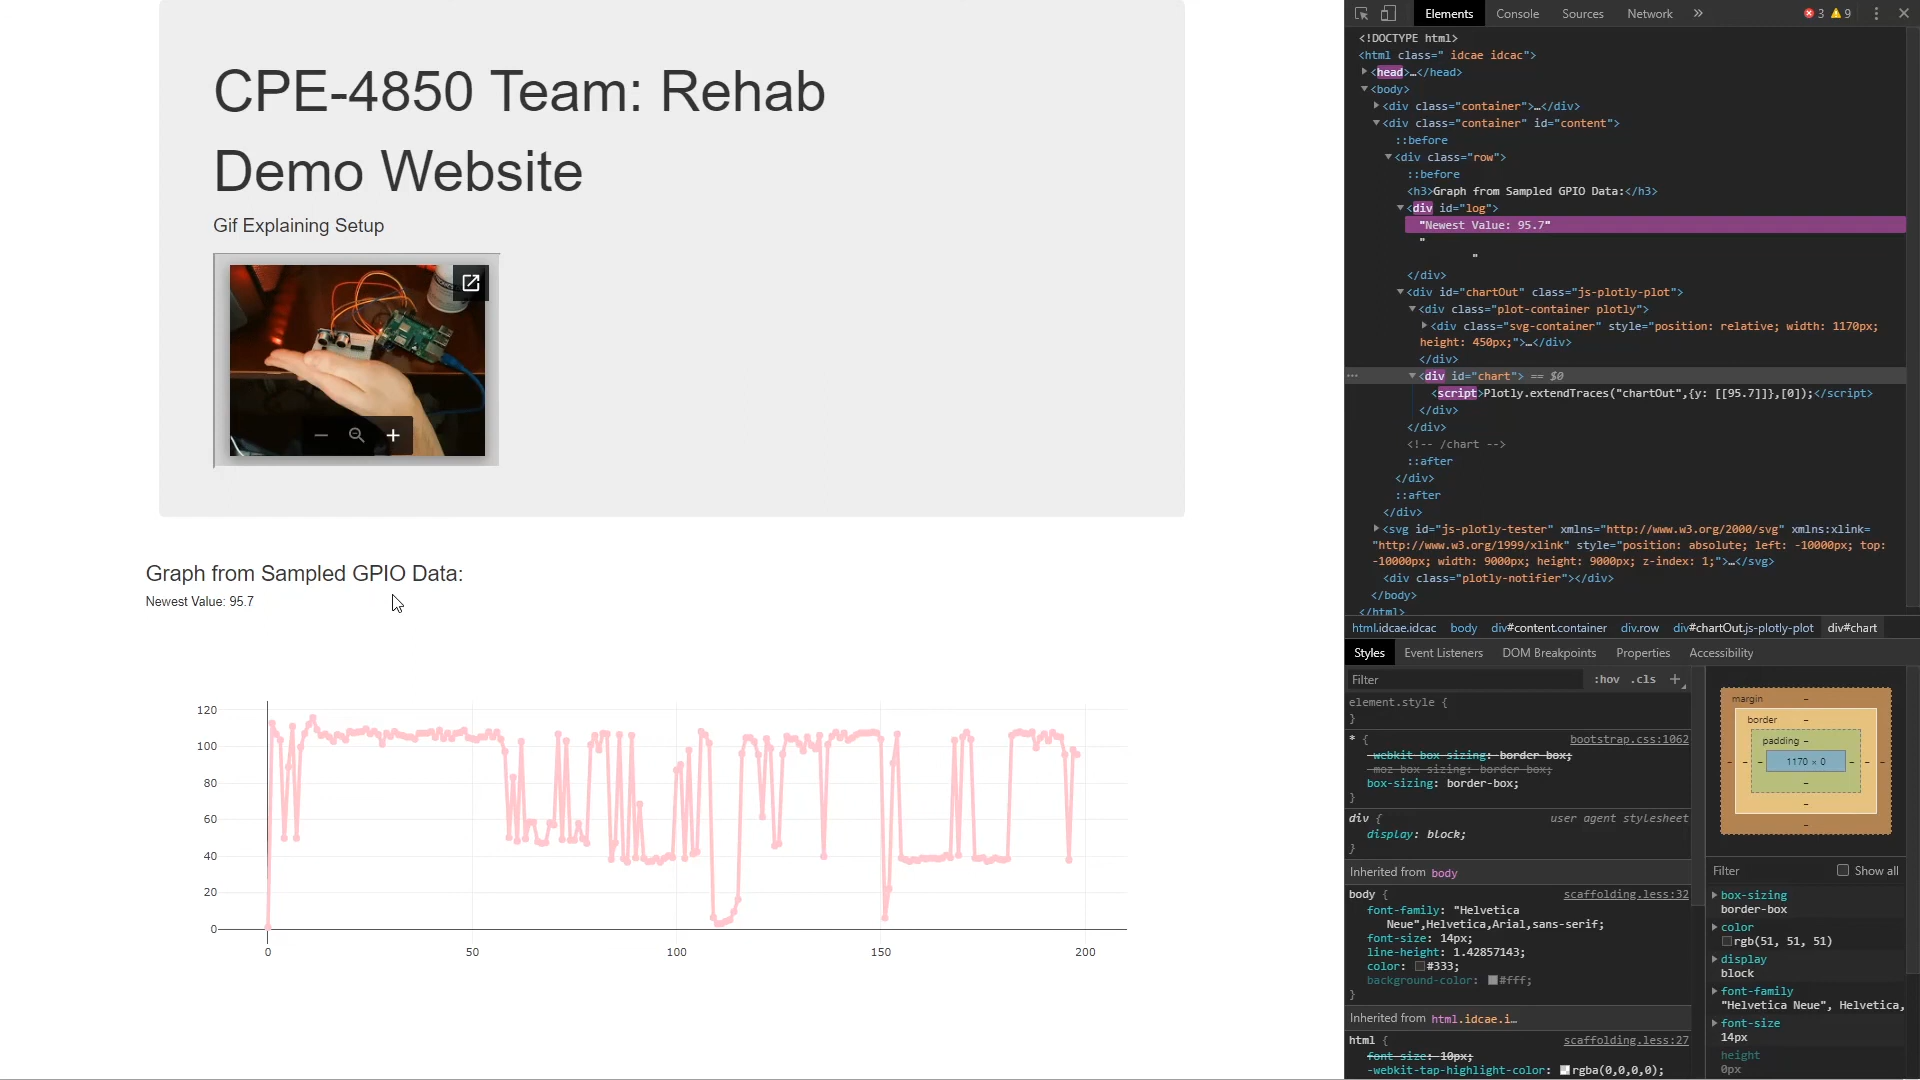 CPE-4850 Team: Rehab
Demo Website
Gif Explaining Setup
Graph from Sampled GPIO Data:
Newest Value: 95.7
120
100
80
60
40
20
0
0 50 100 150 200
Elements Console Sources Network » 3 9
<!DOCTYPE html>
<html class=" idcae idcac">
<head>…</head>
<body>
<div class="container">…</div>
<div class="container" id="content">
::before
<div class="row">
::before
<h3>Graph from Sampled GPIO Data:</h3>
<div id="log">
"Newest Value: 95.7"
"
"
</div>
<div id="chartOut" class="js-plotly-plot">
<div class="plot-container plotly">
<div class="svg-container" style="position: relative; width: 1170px;
height: 450px;">…</div>
</div>
<div id="chart"> == $0
<script>Plotly.extendTraces("chartOut",{y: [[95.7]]},[0]);</script>
</div>
</div>
<!-- /chart -->
::after
</div>
::after
</div>
<svg id="js-plotly-tester" xmlns="http://www.w3.org/2000/svg" xmlns:xlink=
"http://www.w3.org/1999/xlink" style="position: absolute; left: -10000px; top:
-10000px; width: 9000px; height: 9000px; z-index: 1;">…</svg>
<div class="plotly-notifier"></div>
</body>
</html>
html.idcae.idcac body div#content.container div.row div#chartOut.js-plotly-plot div#chart
Styles Event Listeners DOM Breakpoints Properties Accessibility
Filter :hov .cls +
element.style {
}
* { bootstrap.css:1062
-webkit-box-sizing: border-box;
-moz-box-sizing: border-box;
box-sizing: border-box;
}
div { user agent stylesheet
display: block;
}
Inherited from body
body { scaffolding.less:32
font-family: "Helvetica
Neue",Helvetica,Arial,sans-serif;
font-size: 14px;
line-height: 1.42857143;
color: #333;
background-color: #fff;
}
Inherited from html.idcae.i…
html { scaffolding.less:27
font-size: 10px;
-webkit-tap-highlight-color: rgba(0,0,0,0);
margin –
border –
padding –
– – – 1170 × 0 – – –
–
–
–
Filter Show all
box-sizing
border-box
color
rgb(51, 51, 51)
display
block
font-family
"Helvetica Neue", Helvetica,
font-size
14px
height
0px